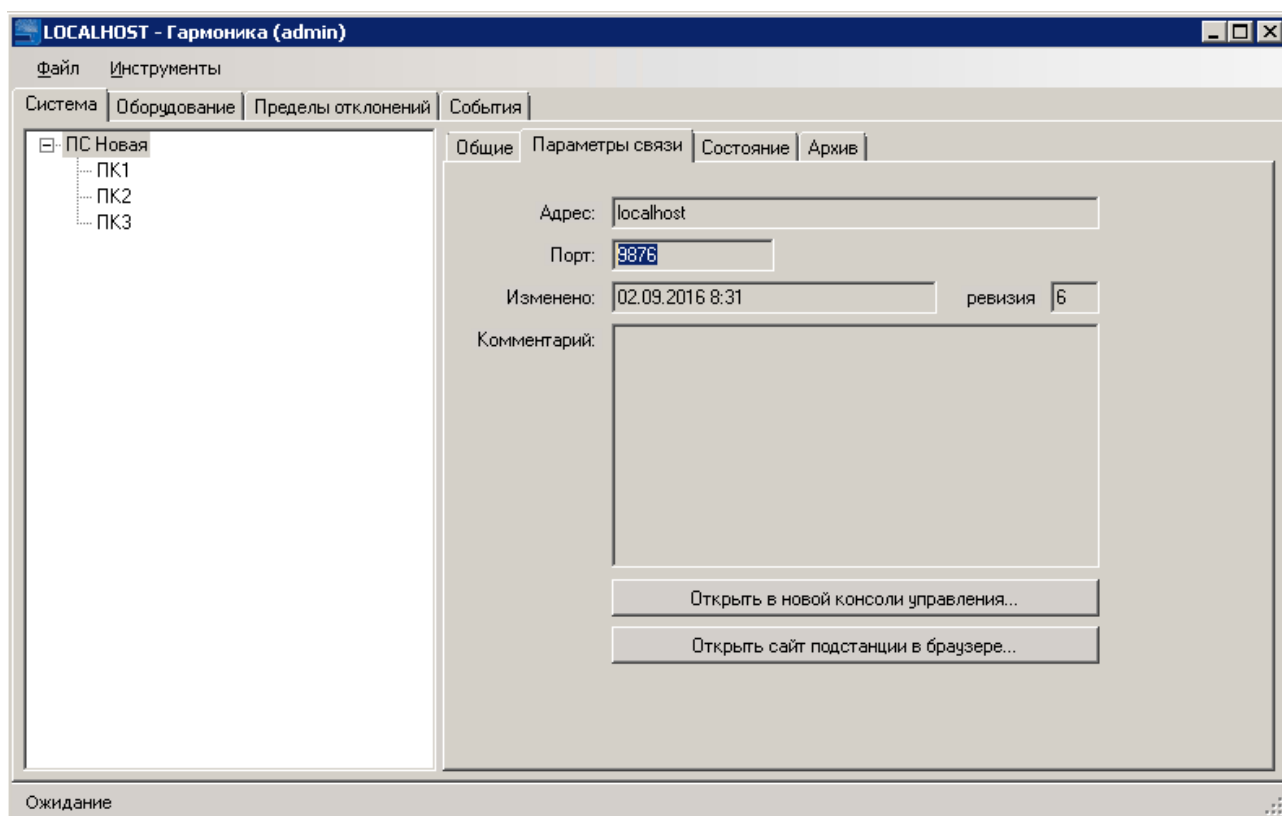 LOCALHOST - Гармоника (admin)
Файл Инструменты
Система Оборудование Пределы отклонений События
ПС Новая
ПК1
ПК2
ПК3
Общие Параметры связи Состояние Архив
Адрес: localhost
Порт: 9876
Изменено: 02.09.2016 8:31 ревизия 6
Комментарий:
Открыть в новой консоли управления...
Открыть сайт подстанции в браузере...
Ожидание